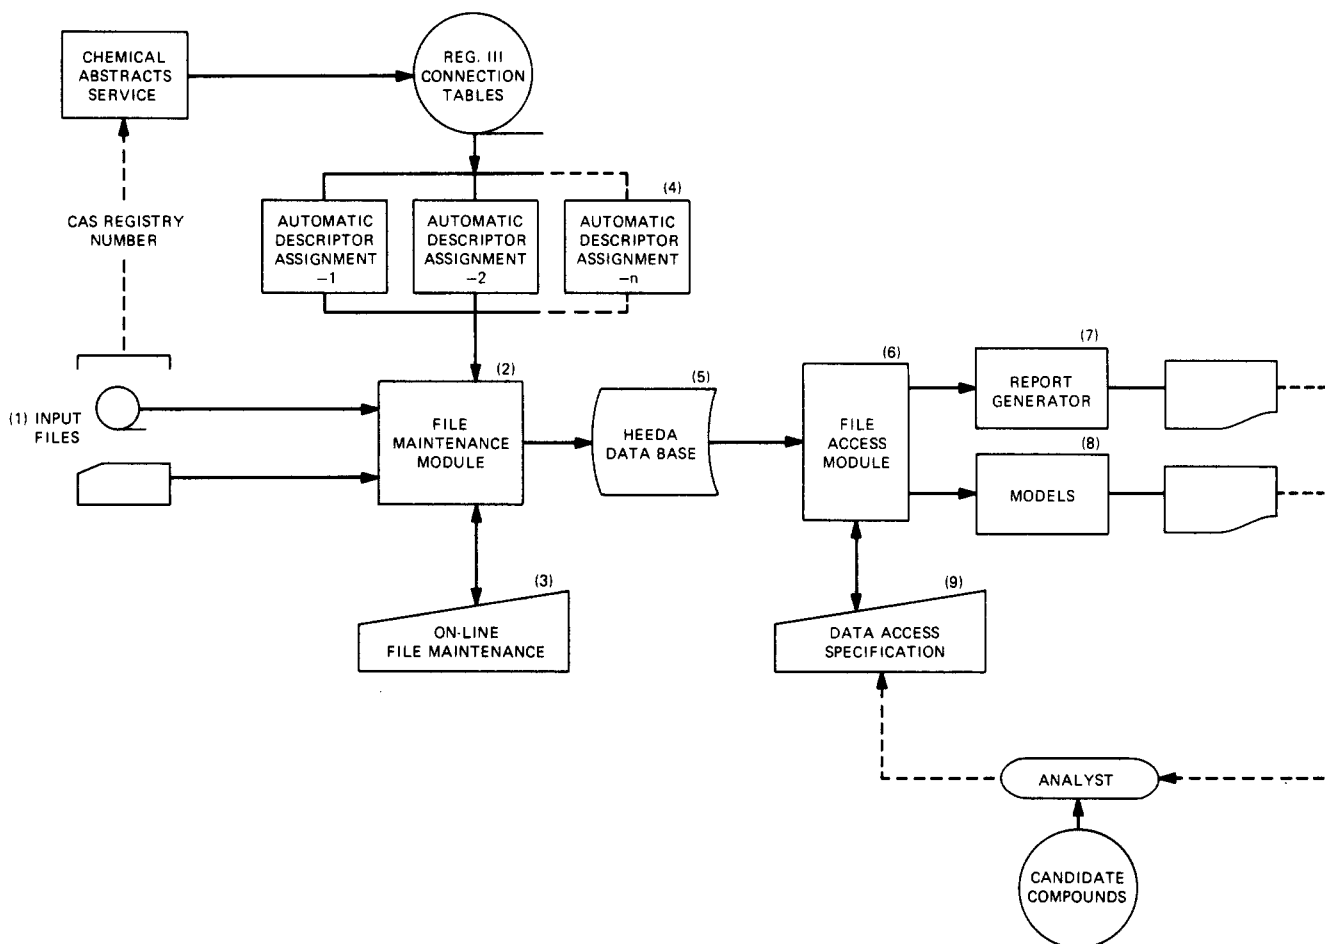 CHEMICAL
ABSTRACTS
SERVICE
REG. III
CONNECTION
TABLES
CAS REGISTRY
NUMBER
(4)
AUTOMATIC
DESCRIPTOR
ASSIGNMENT
—1
AUTOMATIC
DESCRIPTOR
ASSIGNMENT
—2
AUTOMATIC
DESCRIPTOR
ASSIGNMENT
—n
(1) INPUT
FILES
(2)
FILE
MAINTENANCE
MODULE
(3)
ON-LINE
FILE MAINTENANCE
(5)
HEEDA
DATA BASE
(6)
FILE
ACCESS
MODULE
(7)
REPORT
GENERATOR
(8)
MODELS
(9)
DATA ACCESS
SPECIFICATION
ANALYST
CANDIDATE
COMPOUNDS